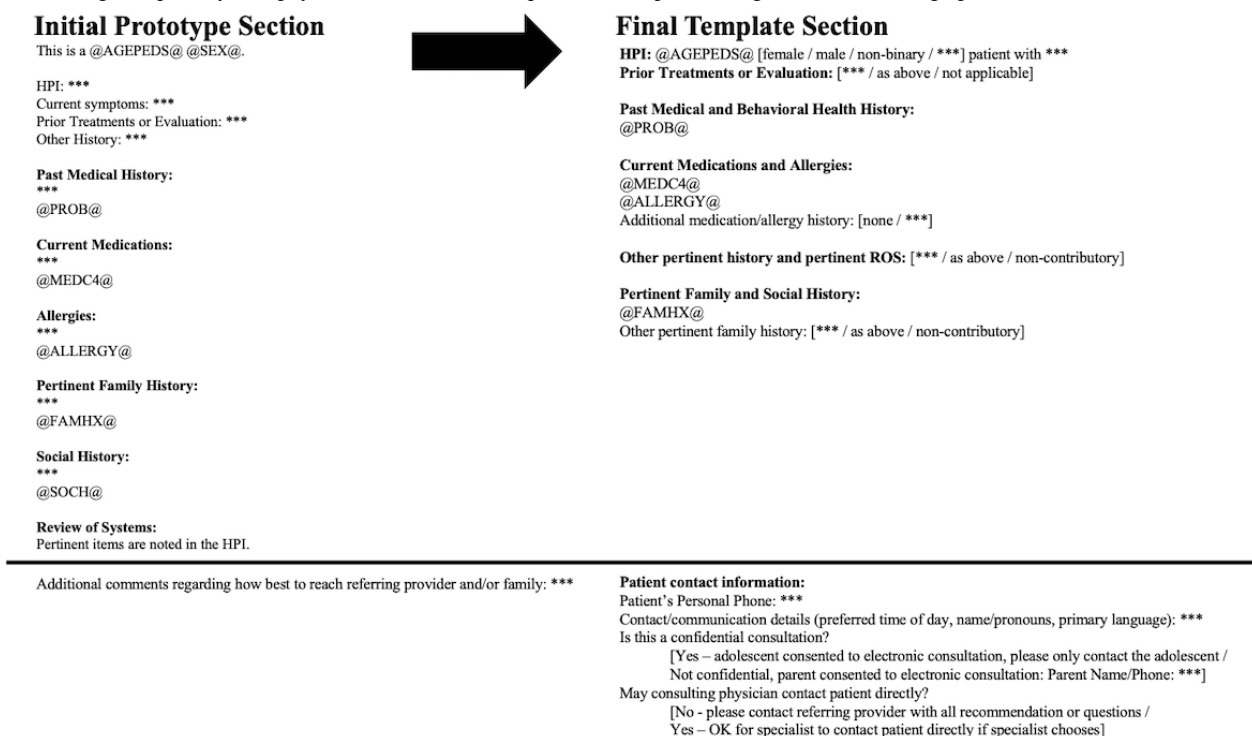 Initial Prototype Section
This is a @AGEPEDS@ @SEX@.
HPI: ***
Current symptoms: ***
Prior Treatments or Evaluation: ***
Other History: ***
Past Medical History:
***
@PROB@
Current Medications:
***
@MEDC4@
Allergies:
***
@ALLERGY@
Pertinent Family History:
***
@FAMHX@
Social History:
***
@SOCH@
Review of Systems:
Pertinent items are noted in the HPI.
Final Template Section
HPI: @AGEPEDS@ [female / male / non-binary / ***] patient with ***
Prior Treatments or Evaluation: [*** / as above / not applicable]
Past Medical and Behavioral Health History:
@PROB@
Current Medications and Allergies:
@MEDC4@
@ALLERGY@
Additional medication/allergy history: [none / ***]
Other pertinent history and pertinent ROS: [*** / as above / non-contributory]
Pertinent Family and Social History:
@FAMHX@
Other pertinent family history: [*** / as above / non-contributory]
Additional comments regarding how best to reach referring provider and/or family: ***
Patient contact information:
Patient's Personal Phone: ***
Contact/communication details (preferred time of day, name/pronouns, primary language): ***
Is this a confidential consultation?
[Yes – adolescent consented to electronic consultation, please only contact the adolescent /
Not confidential, parent consented to electronic consultation: Parent Name/Phone: ***]
May consulting physician contact patient directly?
[No - please contact referring provider with all recommendation or questions /
Yes – OK for specialist to contact patient directly if specialist chooses]